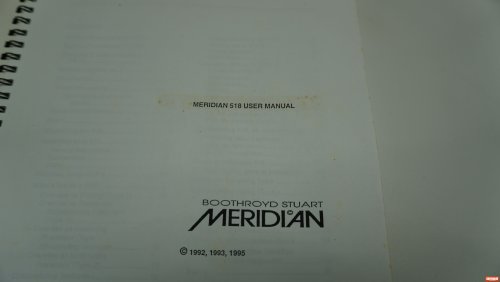 MERIDIAN 518 USER MANUAL
BOOTHROYD STUART
MERIDIAN
© 1992, 1993, 1995